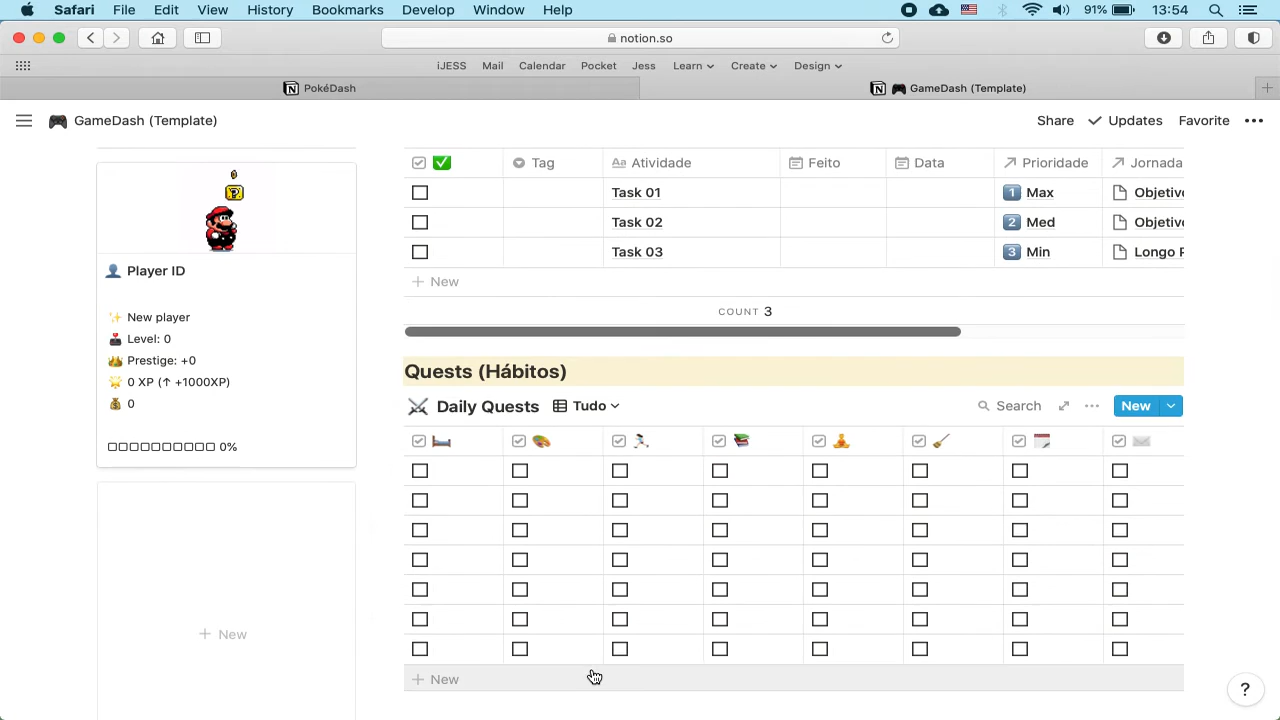 Safari File Edit View History Bookmarks Develop Window Help 91% 13:54
notion.so
iJESS Mail Calendar Pocket Jess Learn Create Design
PokéDash
GameDash (Template)
GameDash (Template)
Share Updates Favorite
Player ID
New player
Level: 0
Prestige: +0
0 XP (↑ +1000XP)
0
0%
+ New
Tag Aa Atividade Feito Data Prioridade Jornada
Task 01 1 Max Objetiv
Task 02 2 Med Objetiv
Task 03 3 Min Longo P
+ New
COUNT 3
Quests (Hábitos)
Daily Quests Tudo Search New
+ New
?